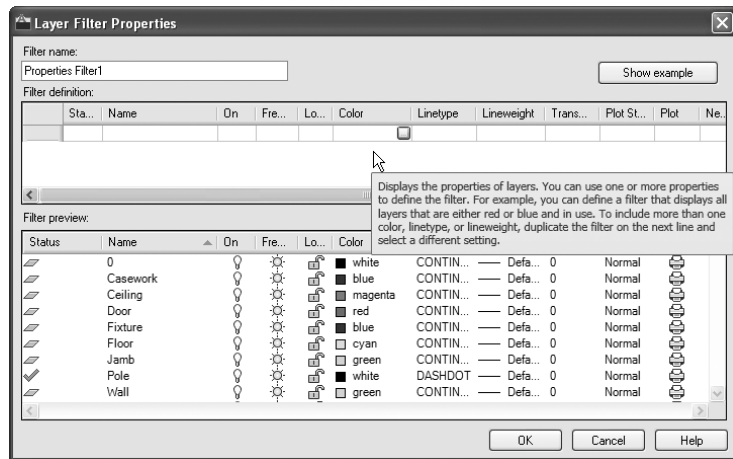 Layer Filter Properties
Filter name:
Properties Filter1
Show example
Filter definition:
Sta... Name On Fre... Lo... Color Linetype Lineweight Trans... Plot St... Plot Ne..
Displays the properties of layers. You can use one or more properties
to define the filter. For example, you can define a filter that displays all
layers that are either red or blue and in use. To include more than one
color, linetype, or lineweight, duplicate the filter on the next line and
select a different setting.
Filter preview:
Status Name On Fre... Lo... Color
0 white CONTIN... Defa... 0 Normal
Casework blue CONTIN... Defa... 0 Normal
Ceiling magenta CONTIN... Defa... 0 Normal
Door red CONTIN... Defa... 0 Normal
Fixture blue CONTIN... Defa... 0 Normal
Floor cyan CONTIN... Defa... 0 Normal
Jamb green CONTIN... Defa... 0 Normal
Pole white DASHDOT Defa... 0 Normal
Wall green CONTIN... Defa... 0 Normal
OK Cancel Help